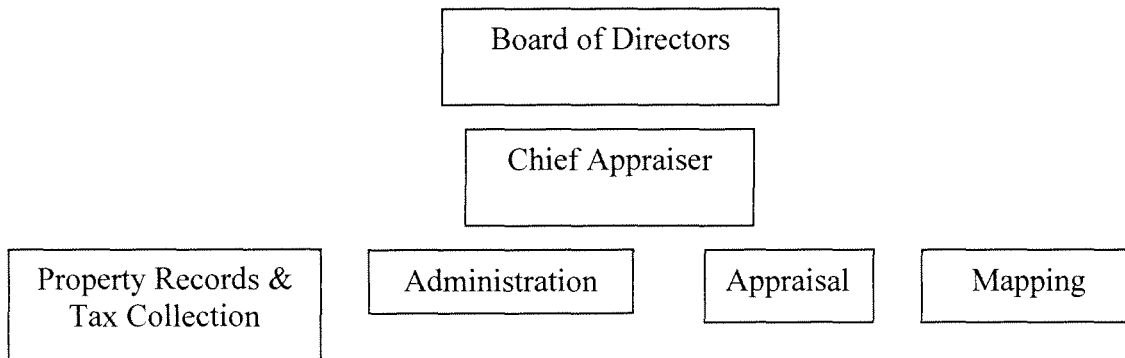 Board of Directors
Chief Appraiser
Property Records &
Tax Collection
Administration
Appraisal
Mapping